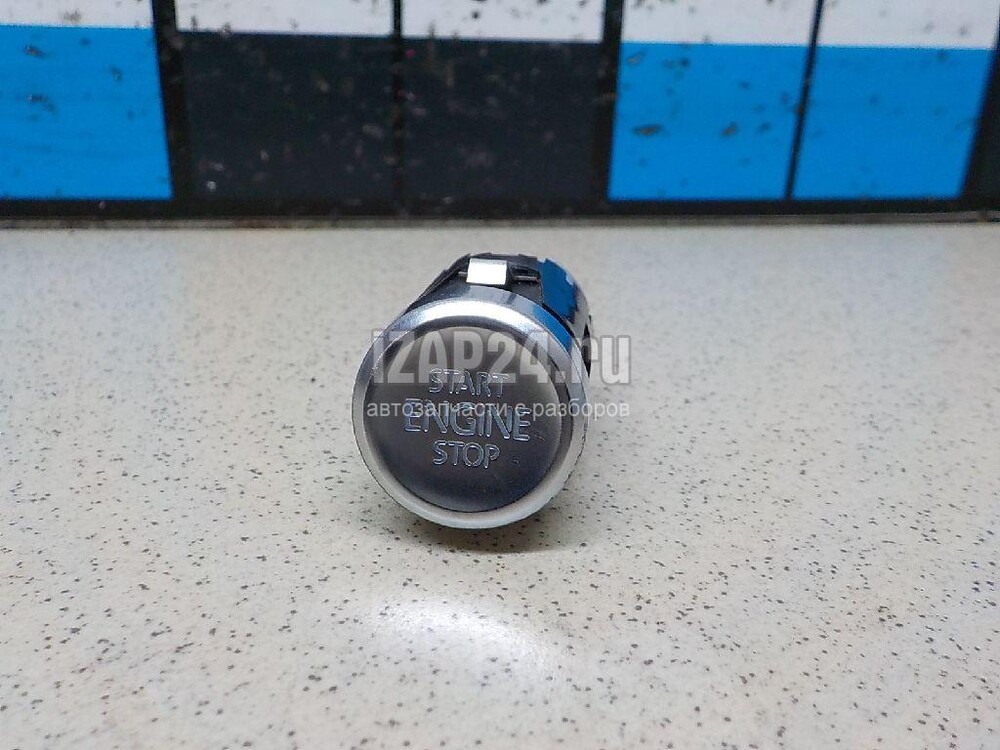 iZAP24.ru
START
автозапчасти с разборов
ENGINE
STOP